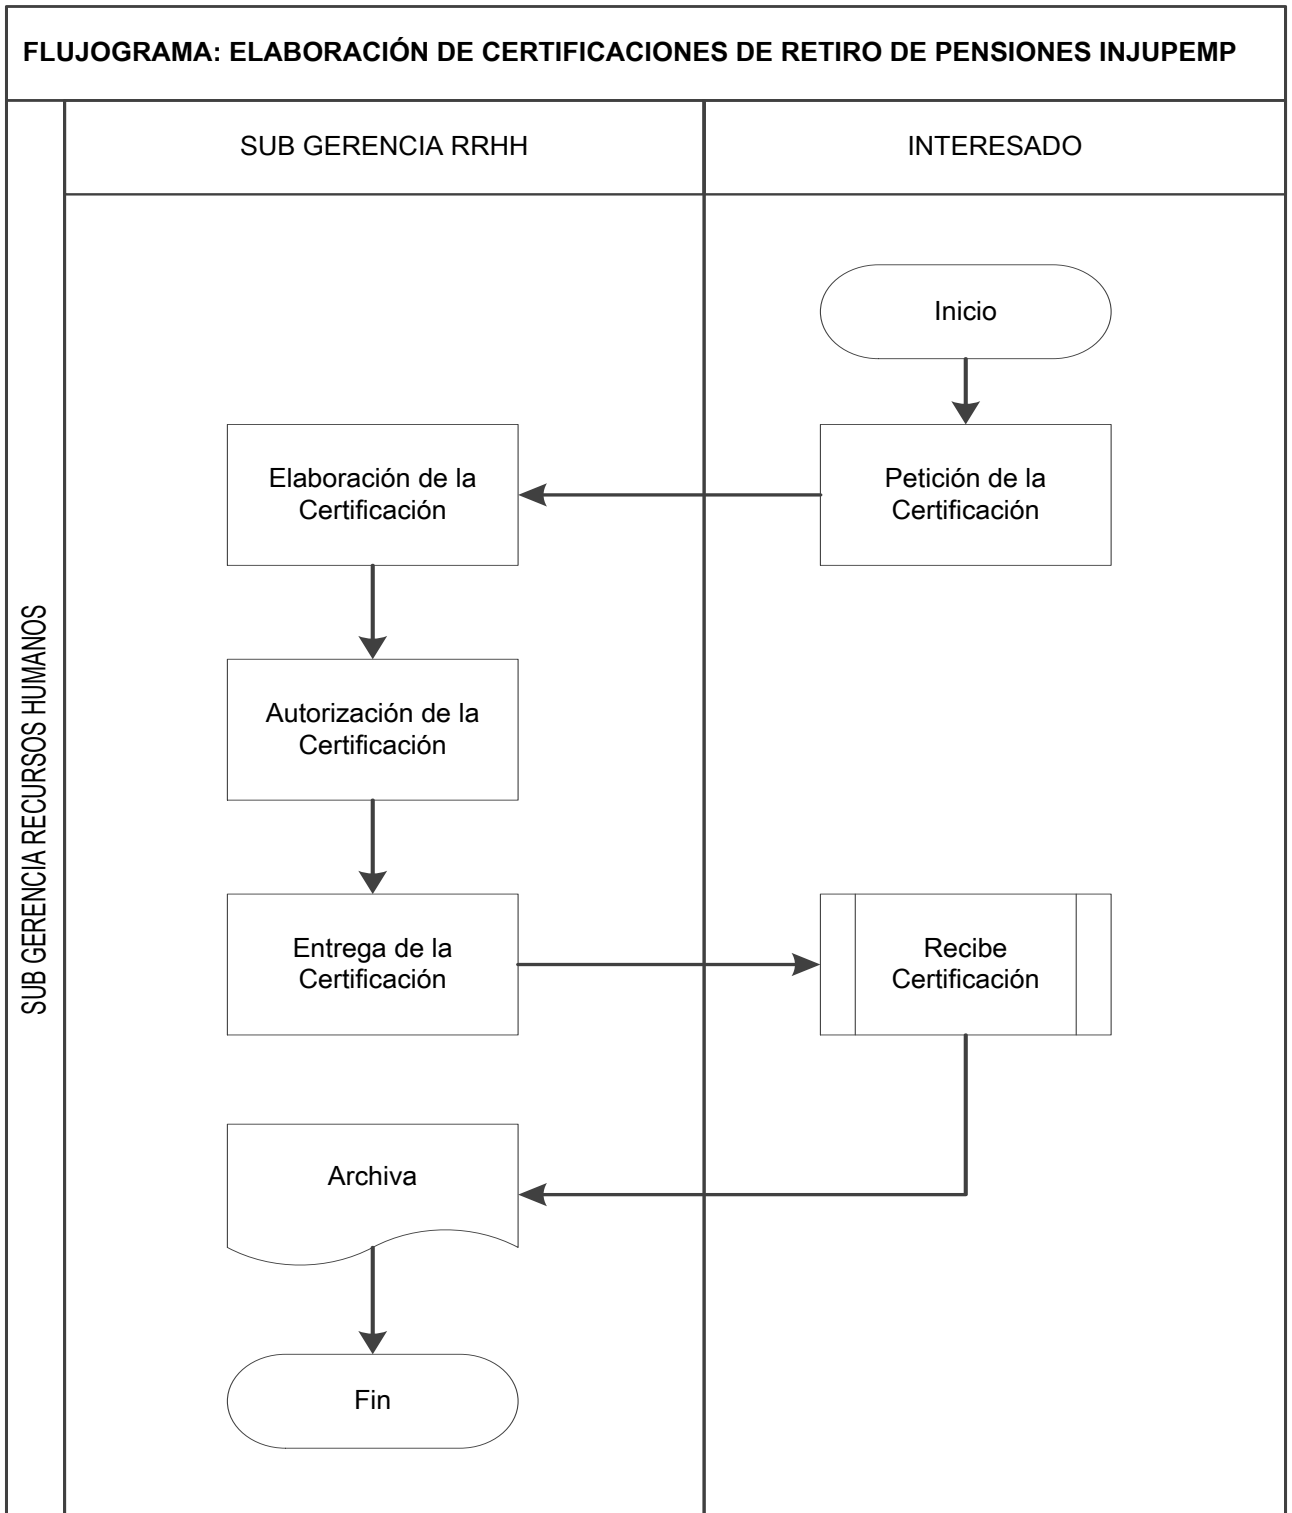 FLUJOGRAMA: ELABORACIÓN DE CERTIFICACIONES DE RETIRO DE PENSIONES INJUPEMP
SUB GERENCIA RECURSOS HUMANOS
SUB GERENCIA RRHH
INTERESADO
Inicio
Petición de la
Certificación
Elaboración de la
Certificación
Autorización de la
Certificación
Entrega de la
Certificación
Recibe
Certificación
Archiva
Fin